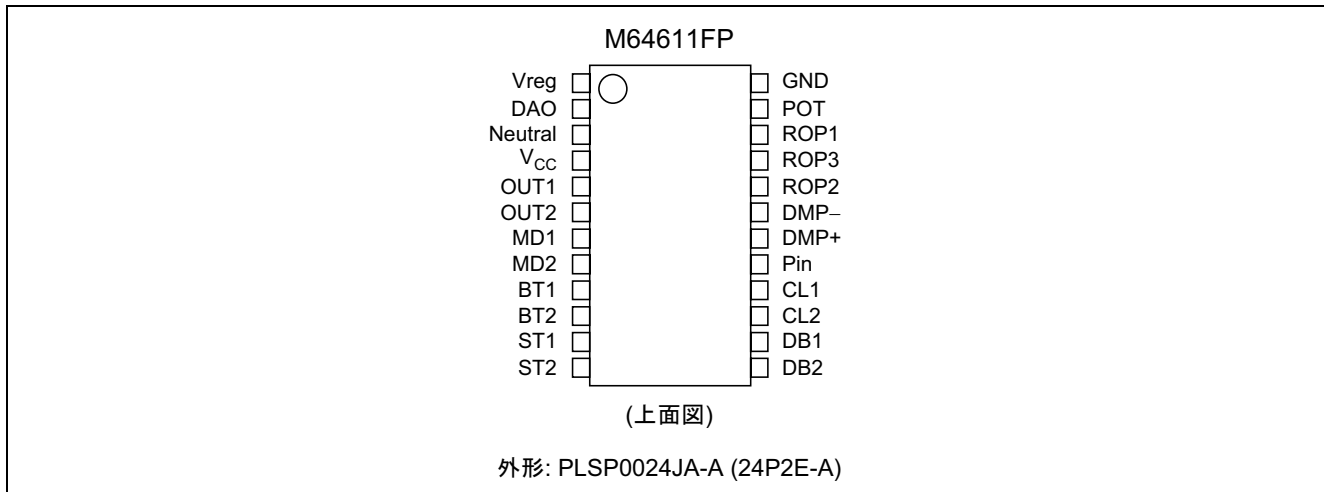 M64611FP
Vreg GND
DAO POT
Neutral ROP1
VCC ROP3
OUT1 ROP2
OUT2 DMP−
MD1 DMP+
MD2 Pin
BT1 CL1
BT2 CL2
ST1 DB1
ST2 DB2
(上面図)
外形: PLSP0024JA-A (24P2E-A)